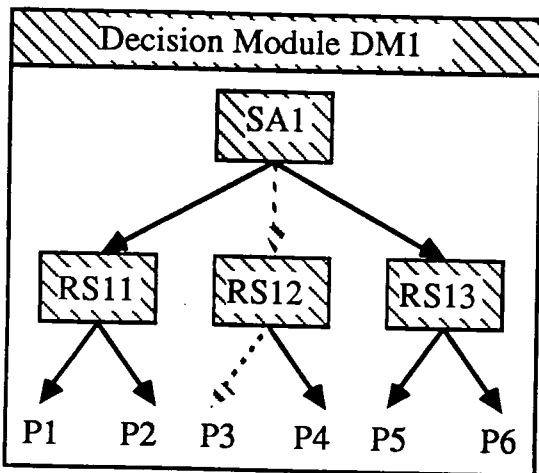 Decision Module DM1
SA1
RS11 RS12 RS13
P1 P2 P3 P4 P5 P6